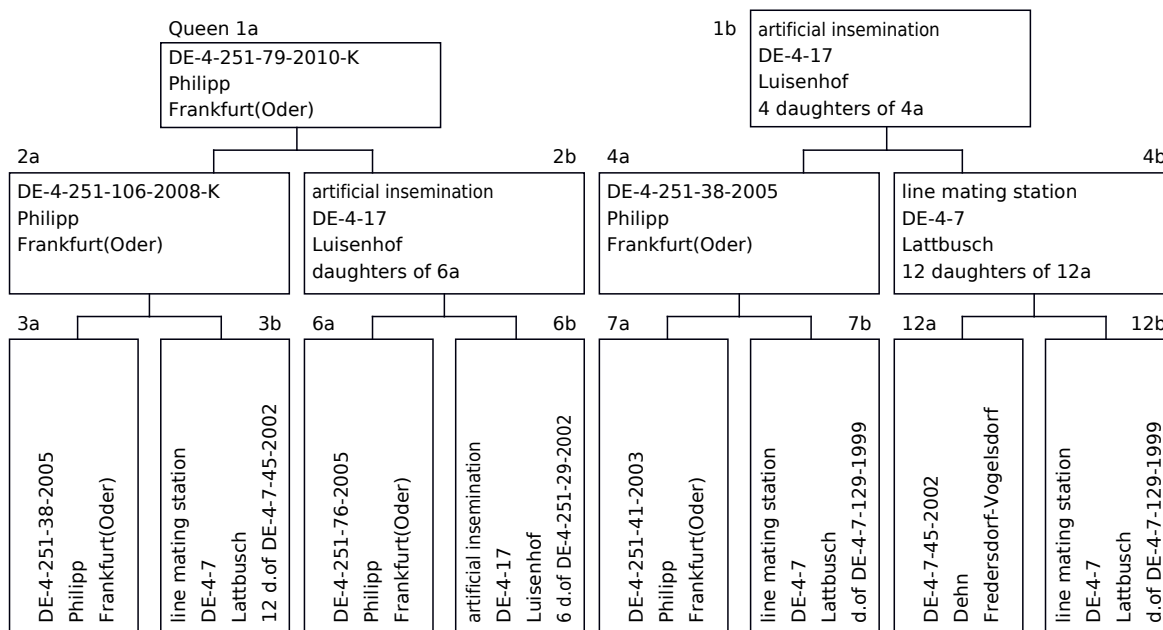 Queen 1a
DE-4-251-79-2010-K
Philipp
Frankfurt(Oder)
1b
artificial insemination
DE-4-17
Luisenhof
4 daughters of 4a
2a
DE-4-251-106-2008-K
Philipp
Frankfurt(Oder)
2b
artificial insemination
DE-4-17
Luisenhof
daughters of 6a
4a
DE-4-251-38-2005
Philipp
Frankfurt(Oder)
4b
line mating station
DE-4-7
Lattbusch
12 daughters of 12a
3a
DE-4-251-38-2005
Philipp
Frankfurt(Oder)
3b
line mating station
DE-4-7
Lattbusch
12 d.of DE-4-7-45-2002
6a
DE-4-251-76-2005
Philipp
Frankfurt(Oder)
6b
artificial insemination
DE-4-17
Luisenhof
6 d.of DE-4-251-29-2002
7a
DE-4-251-41-2003
Philipp
Frankfurt(Oder)
7b
line mating station
DE-4-7
Lattbusch
d.of DE-4-7-129-1999
12a
DE-4-7-45-2002
Dehn
Fredersdorf-Vogelsdorf
12b
line mating station
DE-4-7
Lattbusch
d.of DE-4-7-129-1999